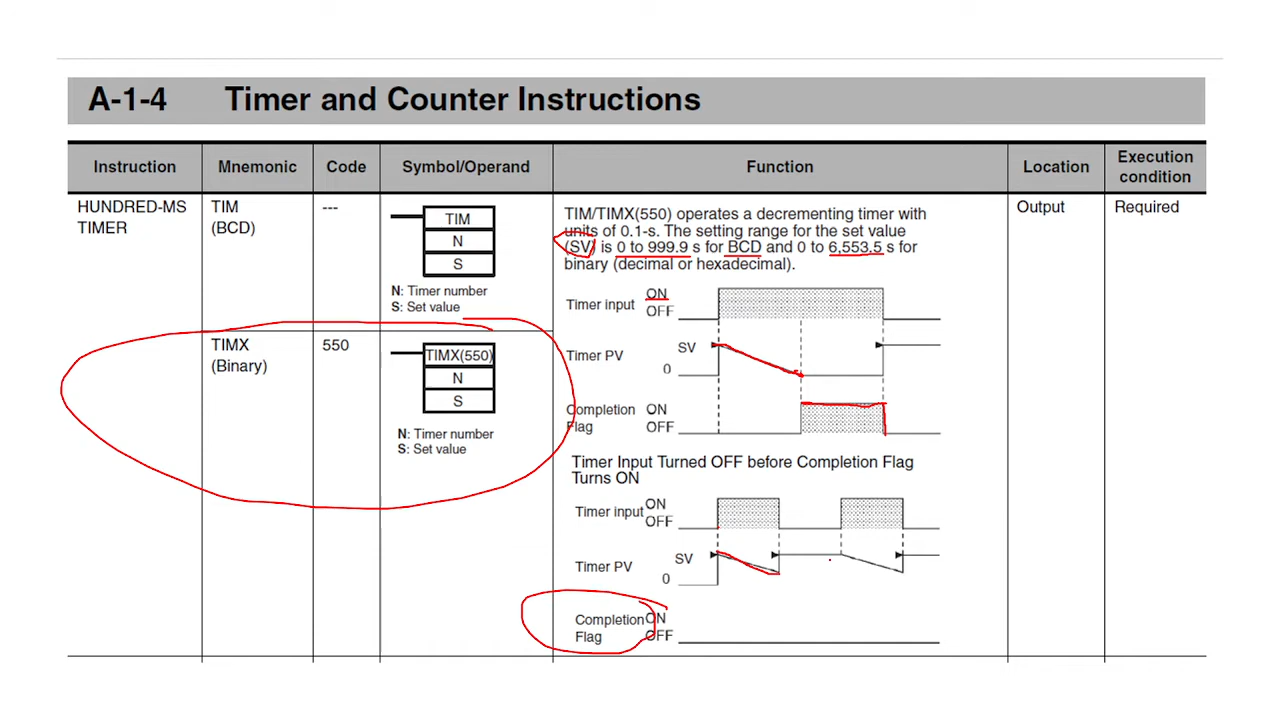 A-1-4 Timer and Counter Instructions
Instruction Mnemonic Code Symbol/Operand Function Location Execution condition
HUNDRED-MS TIMER
TIM (BCD)
---
TIM
N
S
N: Timer number
S: Set value
TIM/TIMX(550) operates a decrementing timer with
units of 0.1-s. The setting range for the set value
(SV) is 0 to 999.9 s for BCD and 0 to 6,553.5 s for
binary (decimal or hexadecimal).
Output
Required
Timer input ON
OFF
TIMX
(Binary)
550
TIMX(550)
N
S
N: Timer number
S: Set value
Timer PV SV
0
Completion ON
Flag OFF
Timer Input Turned OFF before Completion Flag
Turns ON
Timer input ON
OFF
Timer PV SV
0
Completion ON
Flag OFF